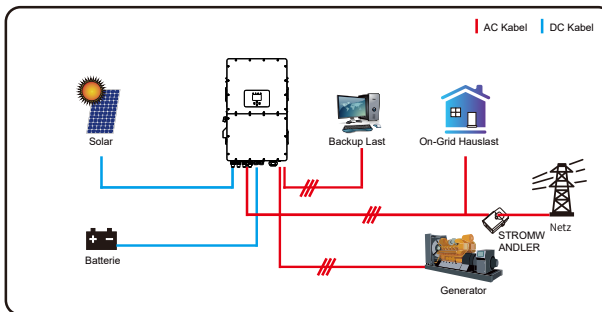 AC Kabel
DC Kabel
Solar
Backup Last
On-Grid Hauslast
STROMW
ANDLER
Netz
Batterie
Generator